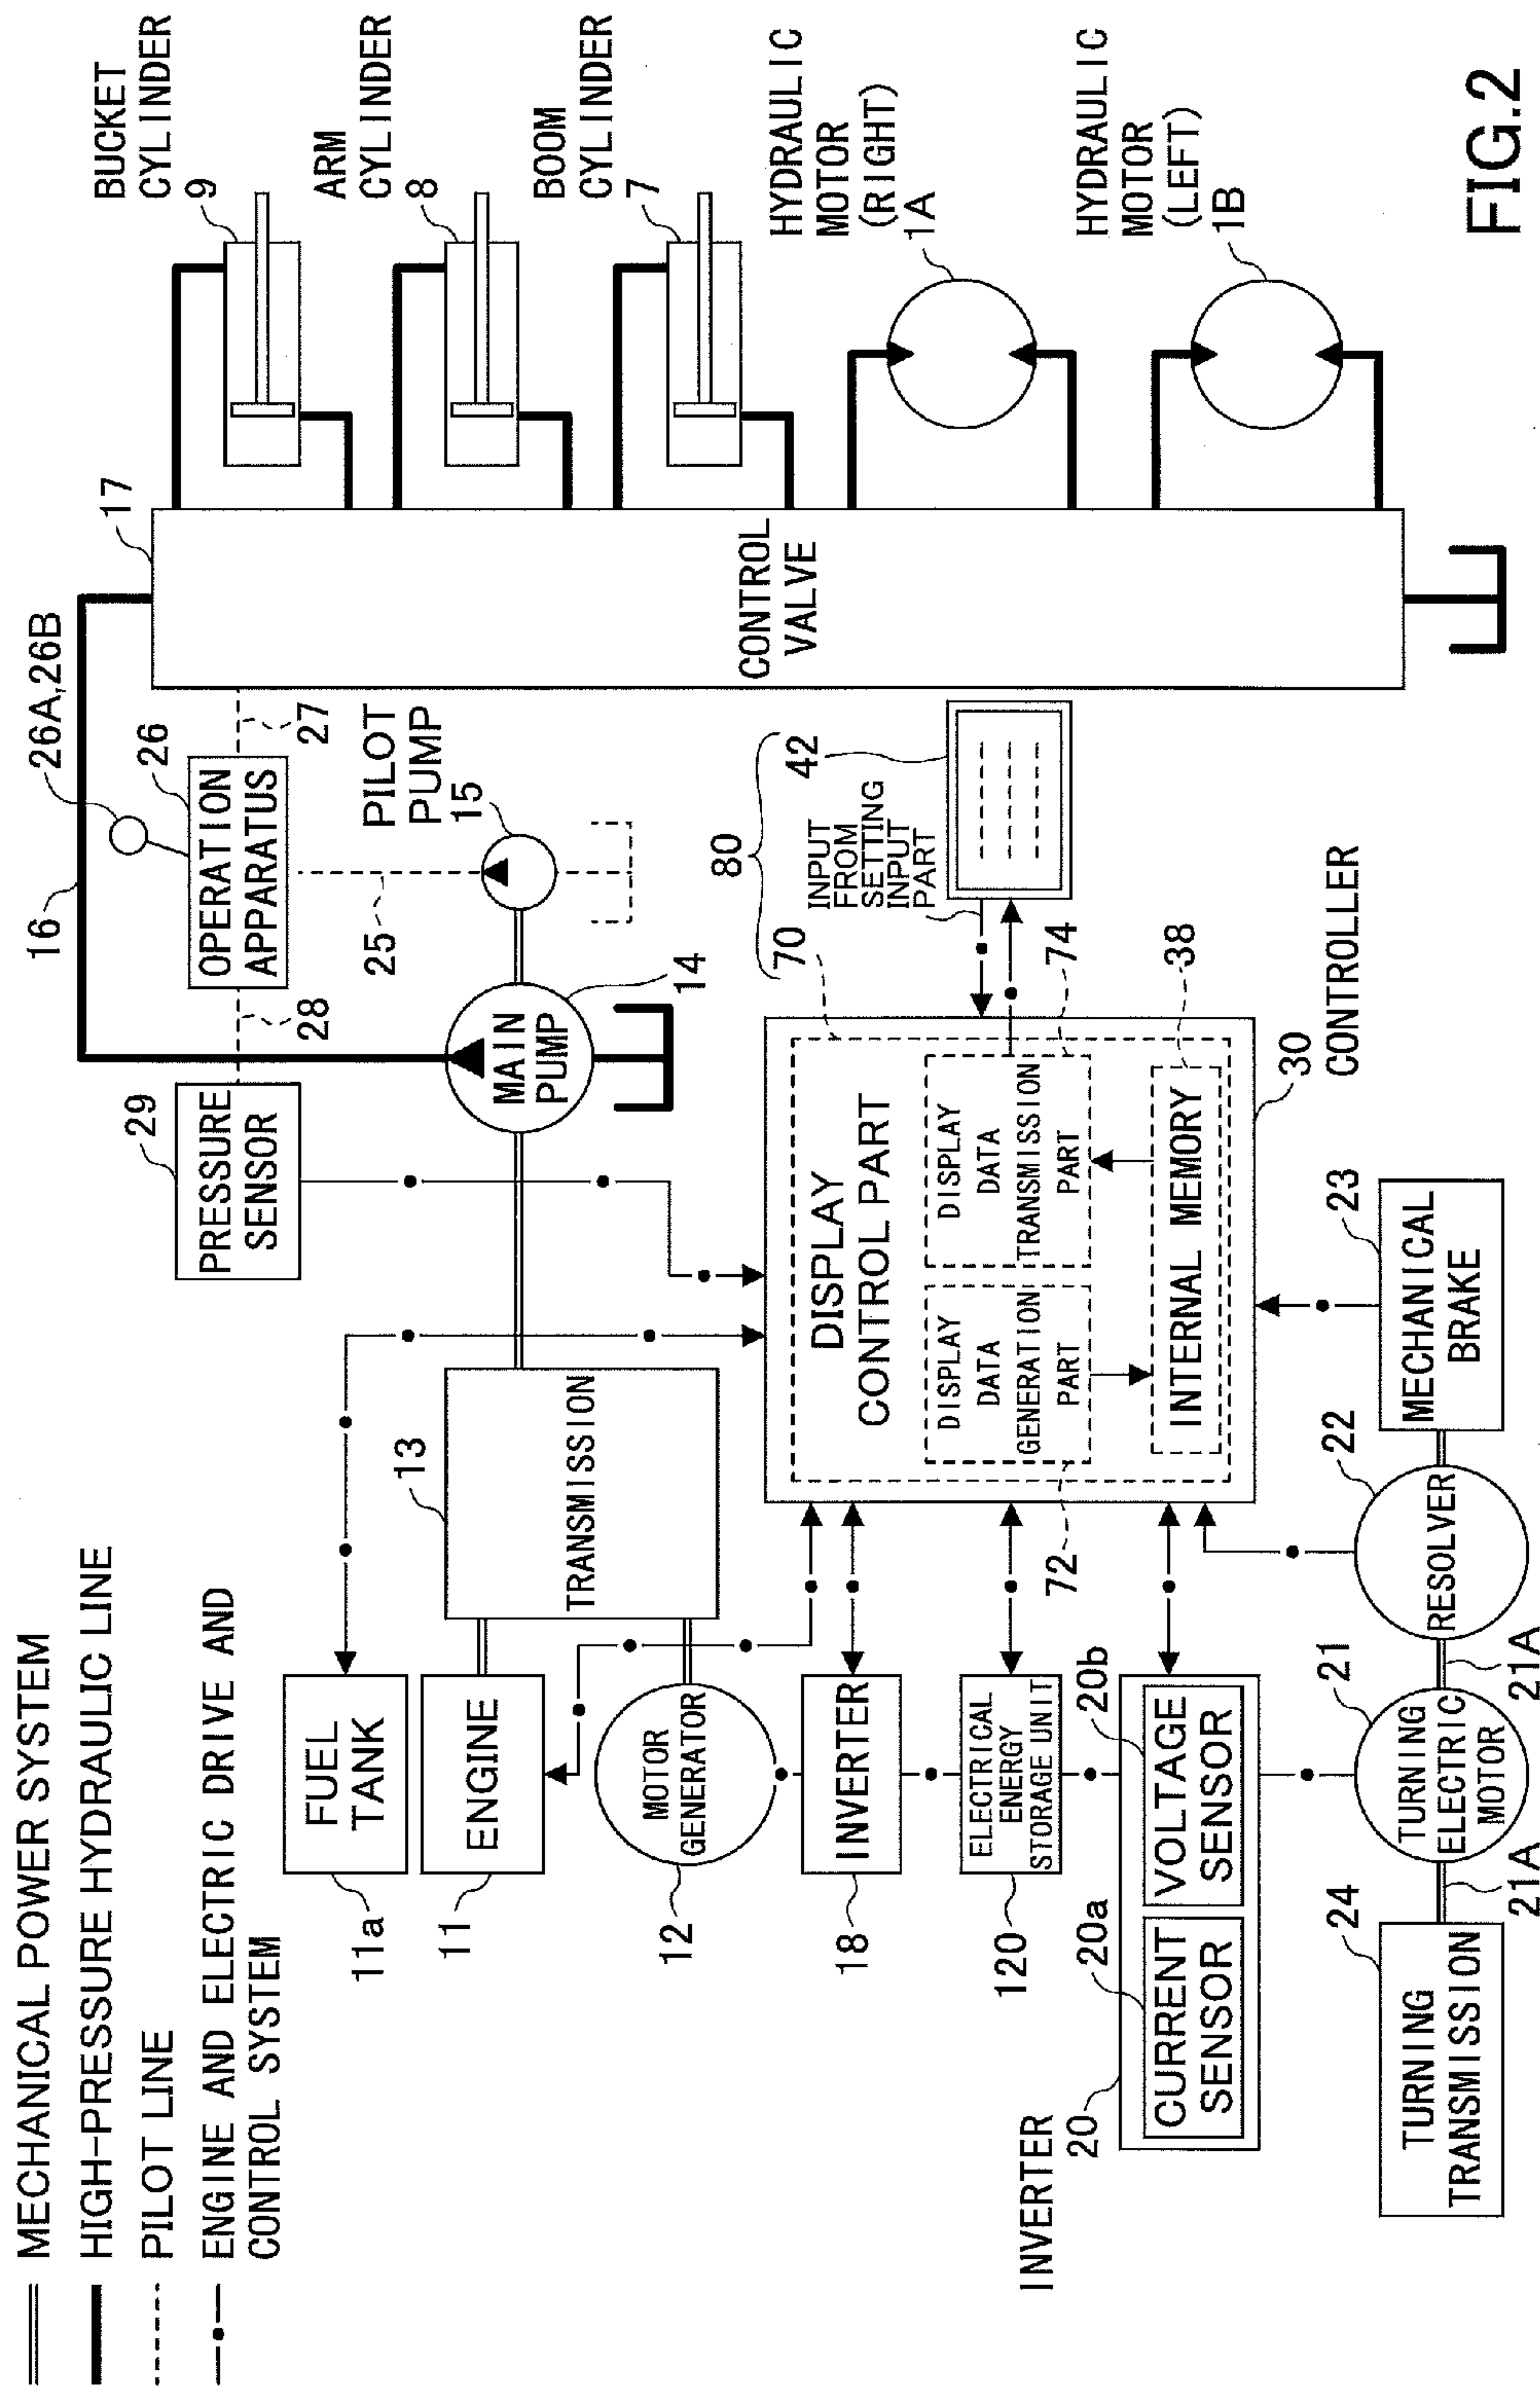 MECHANICAL POWER SYSTEM
HIGH-PRESSURE HYDRAULIC LINE
PILOT LINE
ENGINE AND ELECTRIC DRIVE AND
CONTROL SYSTEM
BUCKET
CYLINDER
9
ARM
CYLINDER
8
BOOM
CYLINDER
7
HYDRAULIC
MOTOR
(RIGHT)
1A
HYDRAULIC
MOTOR
(LEFT)
1B
17
CONTROL
VALVE
16
26A,26B
26
OPERATION
APPARATUS
27
28
25
PILOT
PUMP
15
29
PRESSURE
SENSOR
MAIN
PUMP
14
13
TRANSMISSION
FUEL
TANK
11a
ENGINE
11
MOTOR
GENERATOR
12
INVERTER
18
ELECTRICAL
ENERGY
STORAGE UNIT
120
INVERTER
20
CURRENT
SENSOR
20a
VOLTAGE
SENSOR
20b
80
70
42
INPUT
FROM
SETTING
INPUT
PART
DISPLAY
CONTROL PART
DISPLAY
DATA
GENERATION
PART
72
DISPLAY
DATA
TRANSMISSION
PART
74
INTERNAL MEMORY
38
30
CONTROLLER
24
TURNING
TRANSMISSION
21A
21
TURNING
ELECTRIC
MOTOR
21A
22
RESOLVER
23
MECHANICAL
BRAKE
FIG.2